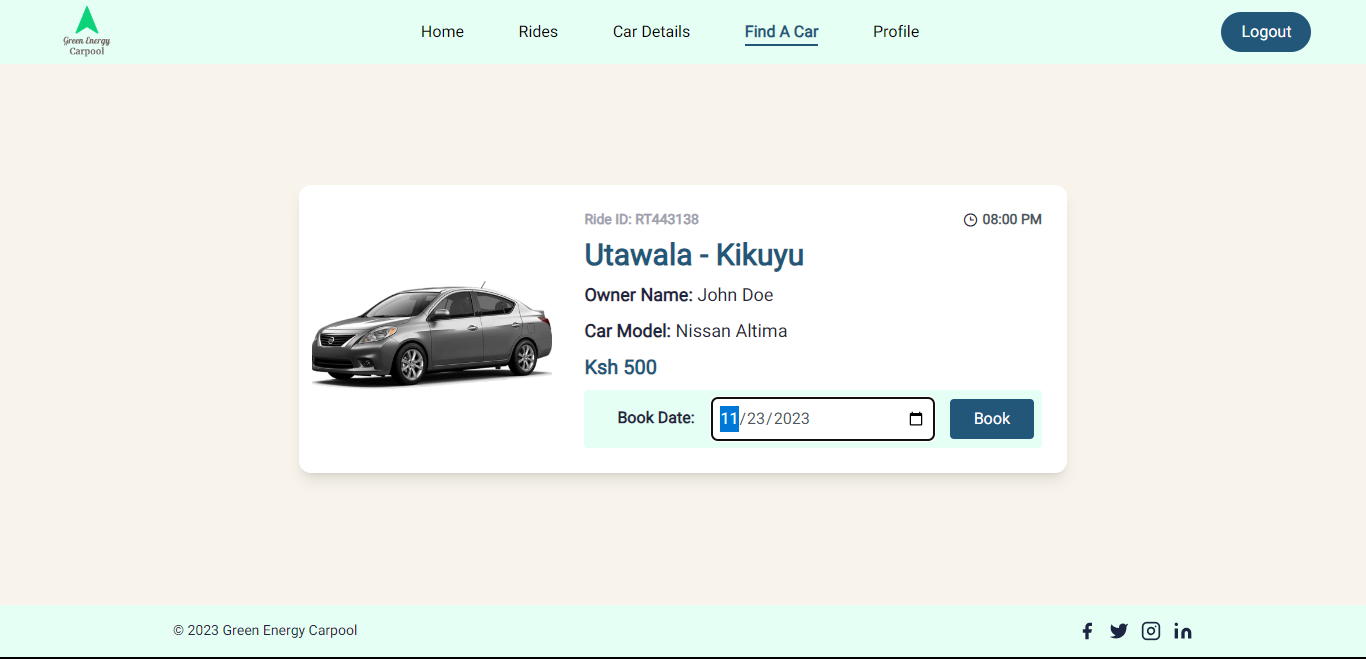 Green Energy
Carpool
Home Rides Car Details Find A Car Profile Logout
Ride ID: RT443138 08:00 PM
Utawala - Kikuyu
Owner Name: John Doe
Car Model: Nissan Altima
Ksh 500
Book Date: 11/23/2023 Book
© 2023 Green Energy Carpool